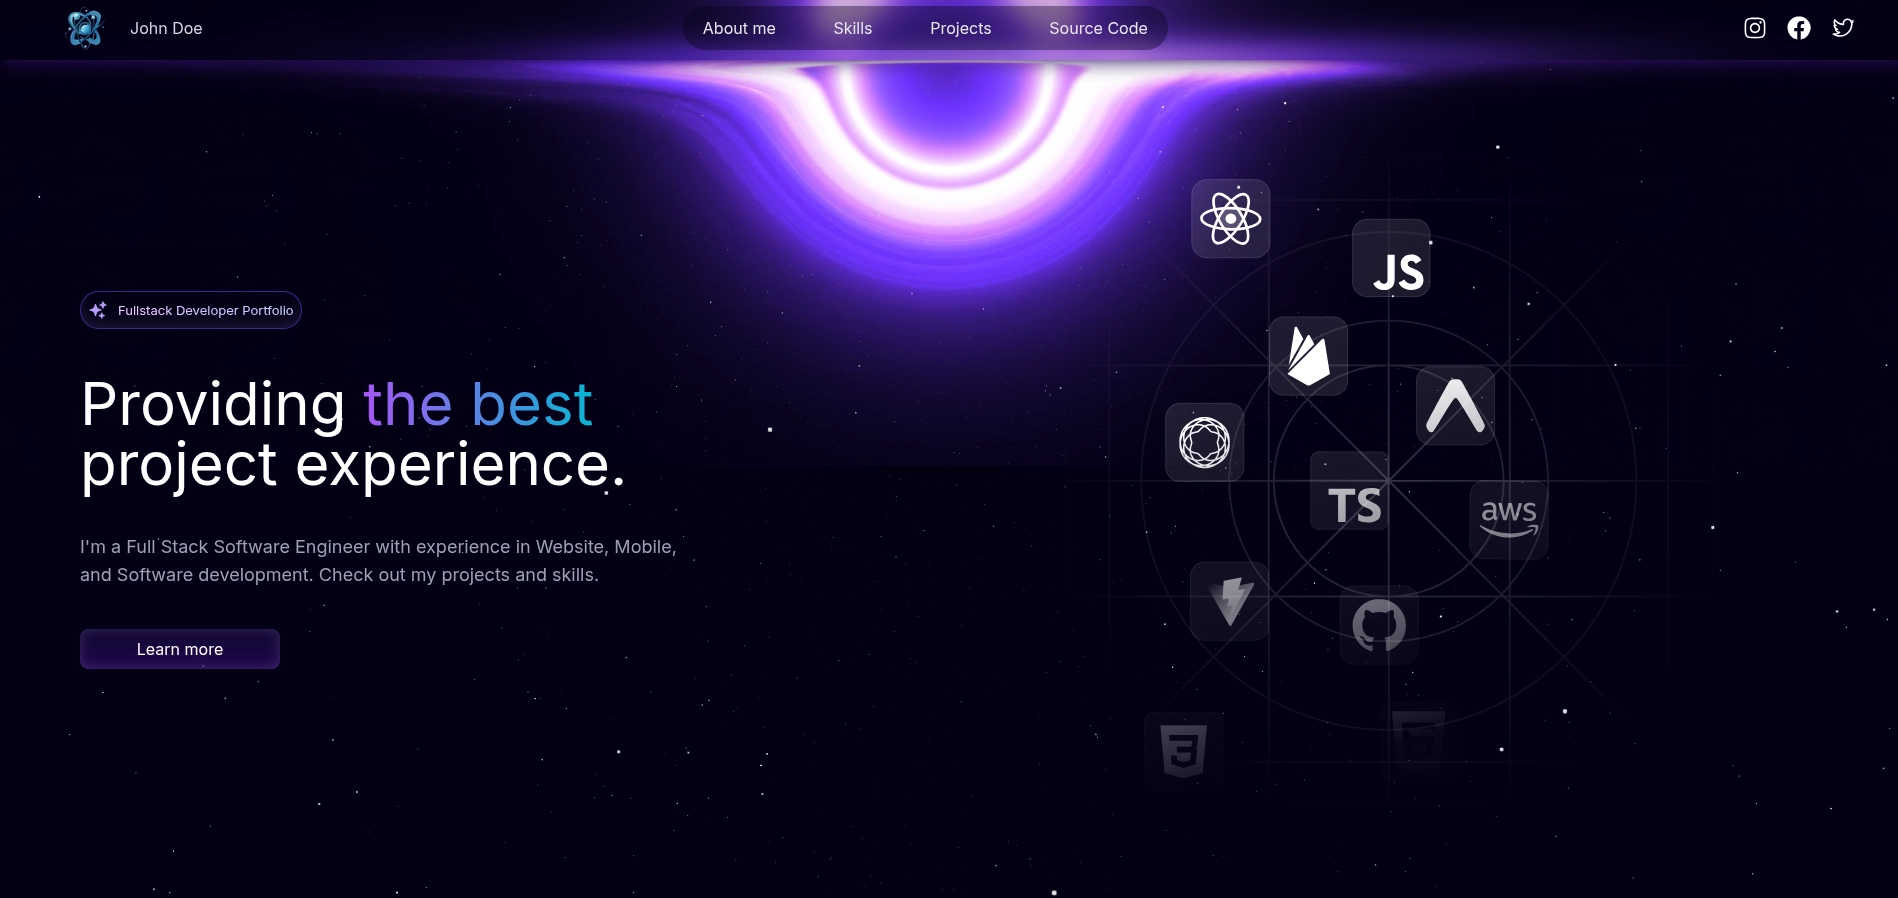 John Doe
About me
Skills
Projects
Source Code
Fullstack Developer Portfolio
Providing the best
project experience.
I'm a Full Stack Software Engineer with experience in Website, Mobile,
and Software development. Check out my projects and skills.
Learn more
JS
TS
aws
3
5